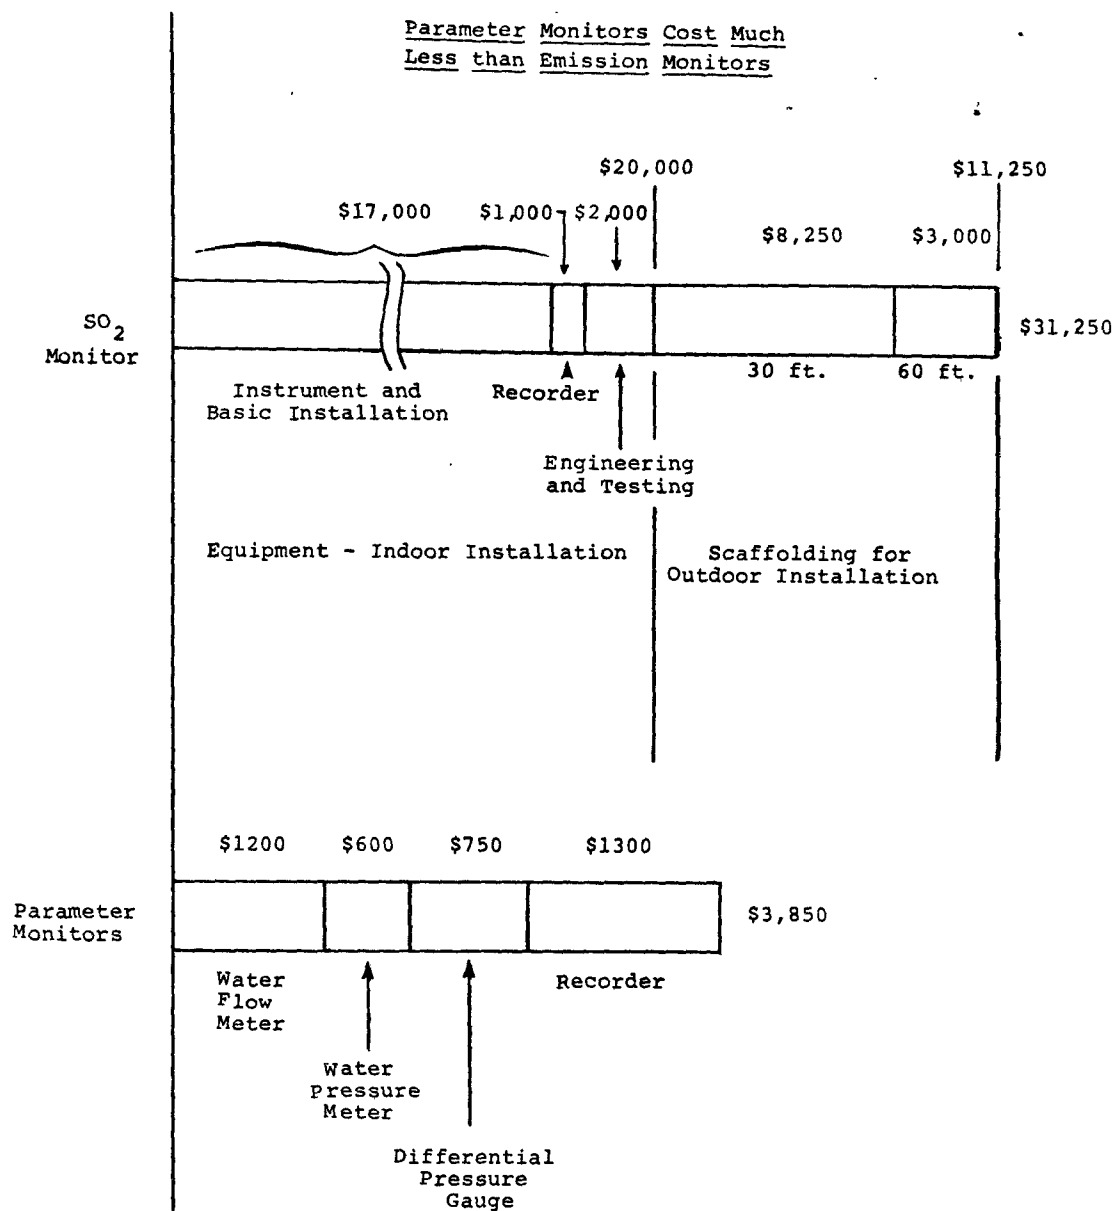 Parameter Monitors Cost Much
Less than Emission Monitors
$20,000 $11,250
$17,000 $1,000 $2,000
$8,250 $3,000
SO2
Monitor
$31,250
30 ft. 60 ft.
Instrument and
Basic Installation
Recorder
Engineering
and Testing
Equipment - Indoor Installation
Scaffolding for
Outdoor Installation
$1200 $600 $750 $1300
Parameter
Monitors
$3,850
Water
Flow
Meter
Recorder
Water
Pressure
Meter
Differential
Pressure
Gauge